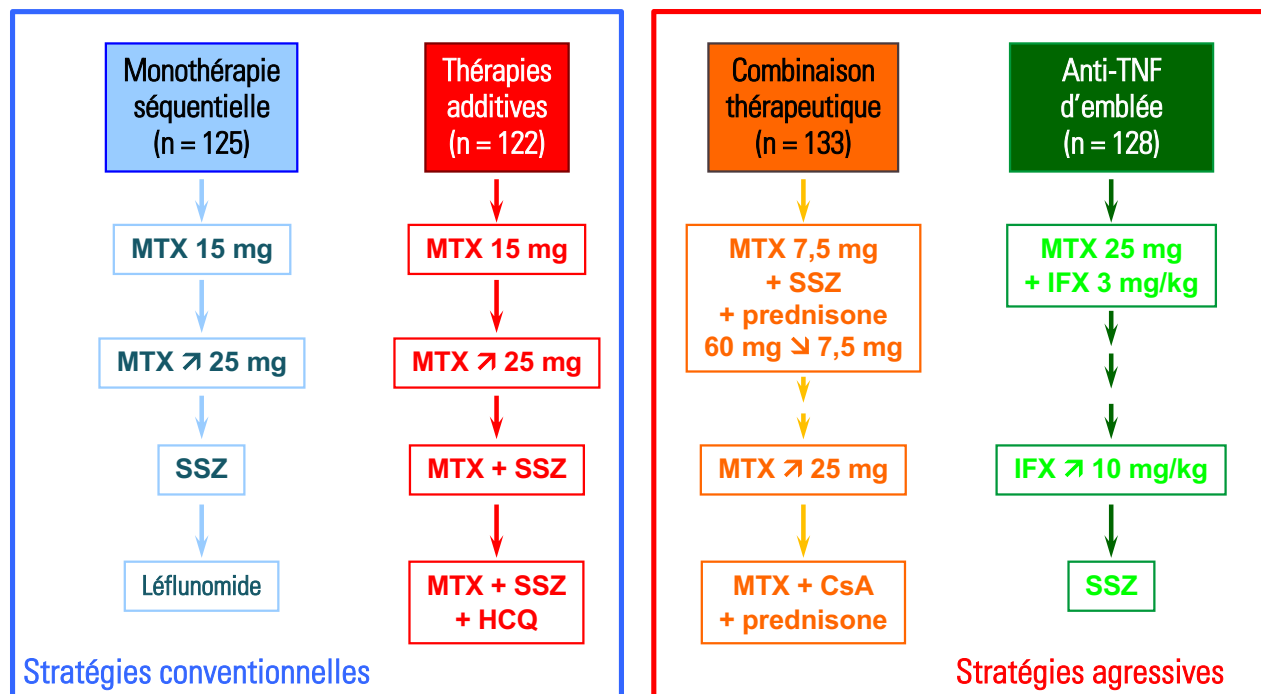 Monothérapie
séquentielle
(n = 125)
MTX 15 mg
MTX ↗ 25 mg
SSZ
Léflunomide
Thérapies
additives
(n = 122)
MTX 15 mg
MTX ↗ 25 mg
MTX + SSZ
MTX + SSZ
+ HCQ
Stratégies conventionnelles
Combinaison
thérapeutique
(n = 133)
MTX 7,5 mg
+ SSZ
+ prednisone
60 mg ↘ 7,5 mg
MTX ↗ 25 mg
MTX + CsA
+ prednisone
Anti-TNF
d'emblée
(n = 128)
MTX 25 mg
+ IFX 3 mg/kg
IFX ↗ 10 mg/kg
SSZ
Stratégies agressives